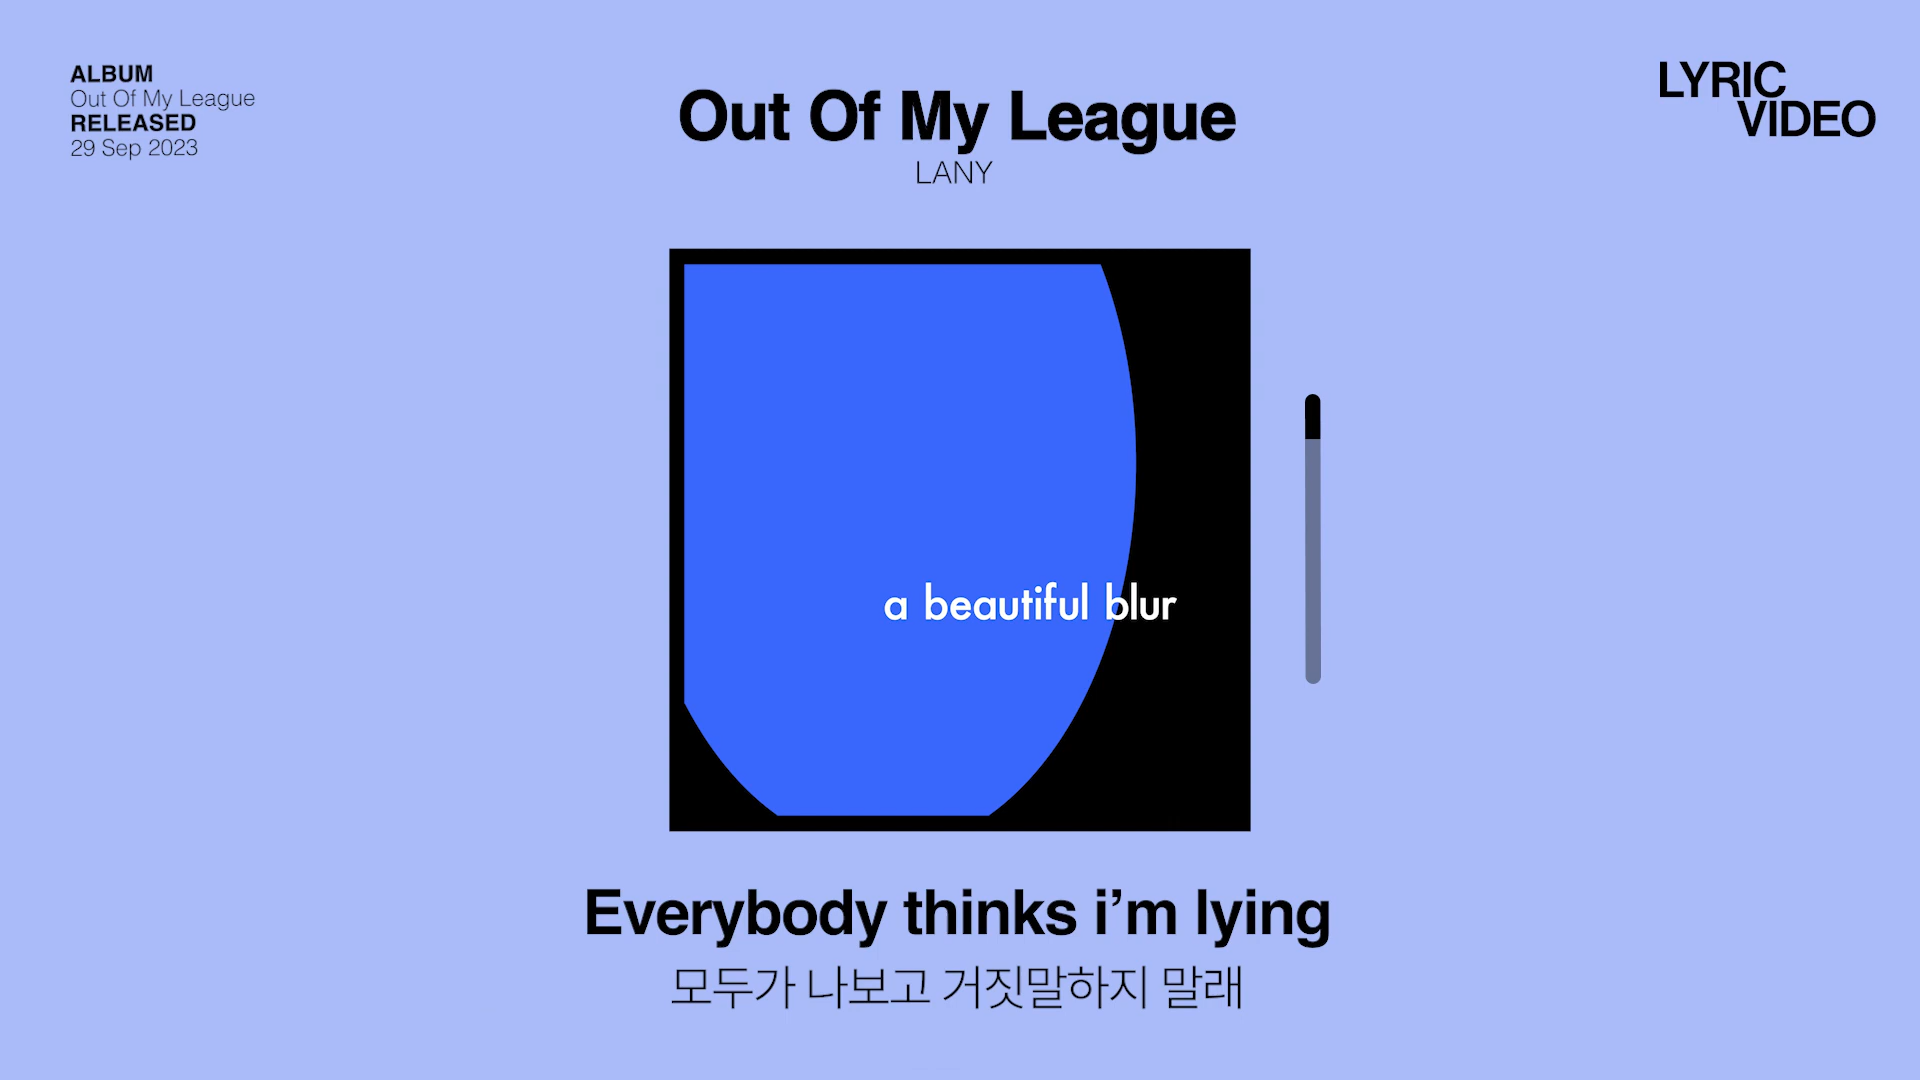 ALBUM
Out Of My League
RELEASED
29 Sep 2023
Out Of My League
LANY
LYRIC
VIDEO
a beautiful blur
Everybody thinks i’m lying
모두가 나보고 거짓말하지 말래